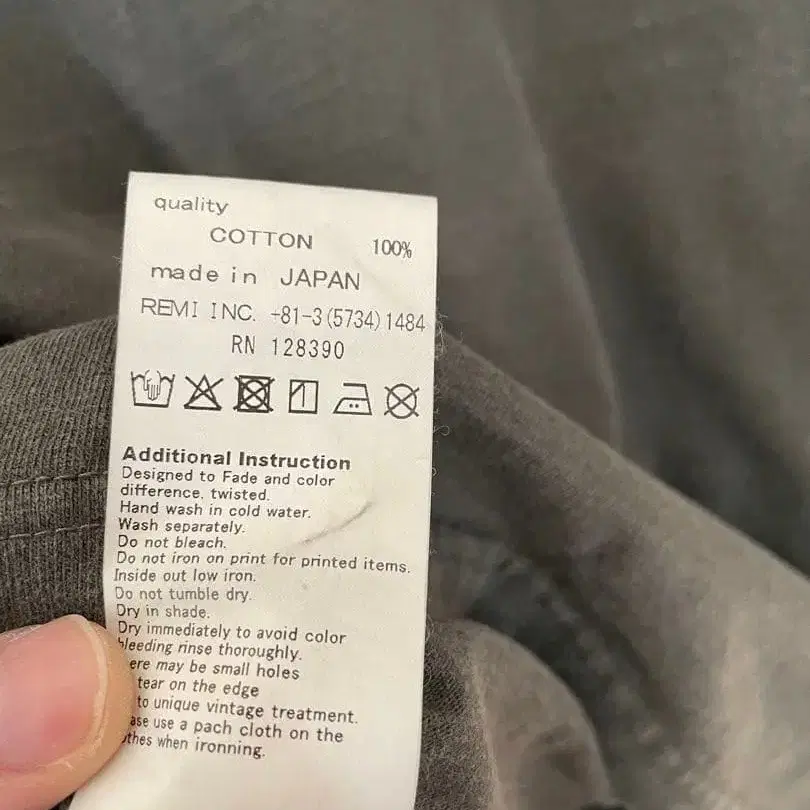 quality
COTTON 100%
made in JAPAN
REMI INC. +81-3(5734)1484
RN 128390
Additional Instruction
Designed to Fade and color
difference. twisted.
Hand wash in cold water.
Wash separately.
Do not bleach.
Do not iron on print for printed items.
Inside out low iron.
Do not tumble dry.
Dry in shade.
Dry immediately to avoid color
bleeding rinse thoroughly.
may be small holes
tear on the edge
to unique vintage treatment.
use a pach cloth on the
when ironning.